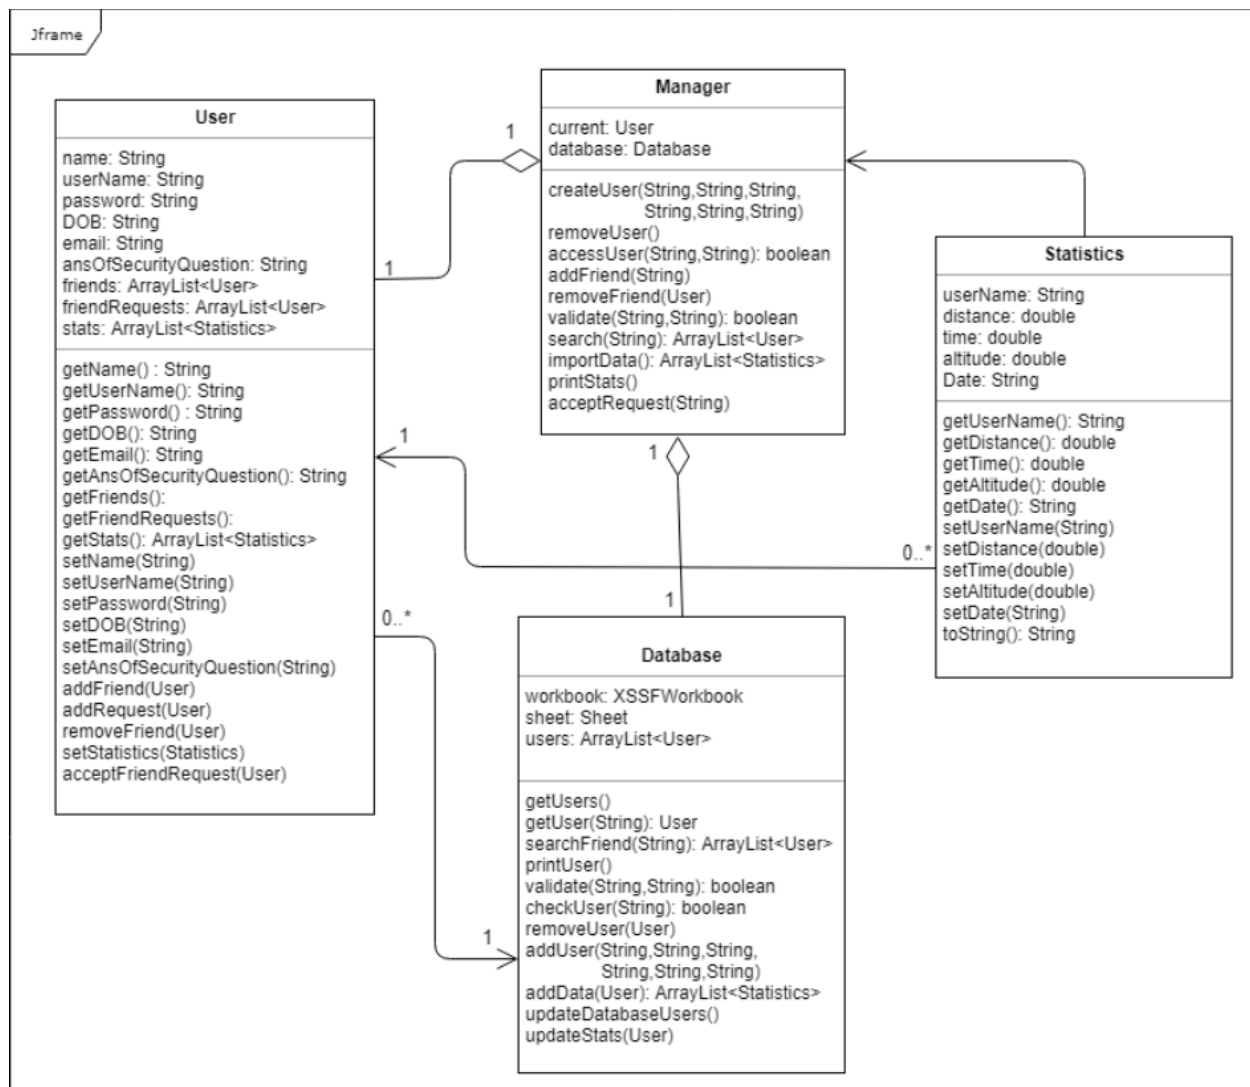 Jframe
User
name: String
userName: String
password: String
DOB: String
email: String
ansOfSecurityQuestion: String
friends: ArrayList<User>
friendRequests: ArrayList<User>
stats: ArrayList<Statistics>
getName() : String
getUserName(): String
getPassword() : String
getDOB(): String
getEmail(): String
getAnsOfSecurityQuestion(): String
getFriends():
getFriendRequests():
getStats(): ArrayList<Statistics>
setName(String)
setUserName(String)
setPassword(String)
setDOB(String)
setEmail(String)
setAnsOfSecurityQuestion(String)
addFriend(User)
addRequest(User)
removeFriend(User)
setStatistics(Statistics)
acceptFriendRequest(User)
1
1
Manager
current: User
database: Database
createUser(String,String,String,
String,String,String)
removeUser()
accessUser(String,String): boolean
addFriend(String)
removeFriend(User)
validate(String,String): boolean
search(String): ArrayList<User>
importData(): ArrayList<Statistics>
printStats()
acceptRequest(String)
1
1
1
0..*
0..*
1
Statistics
userName: String
distance: double
time: double
altitude: double
Date: String
getUserName(): String
getDistance(): double
getTime(): double
getAltitude(): double
getDate(): String
setUserName(String)
setDistance(double)
setTime(double)
setAltitude(double)
setDate(String)
toString(): String
Database
workbook: XSSFWorkbook
sheet: Sheet
users: ArrayList<User>
getUsers()
getUser(String): User
searchFriend(String): ArrayList<User>
printUser()
validate(String,String): boolean
checkUser(String): boolean
removeUser(User)
addUser(String,String,String,
String,String,String)
addData(User): ArrayList<Statistics>
updateDatabaseUsers()
updateStats(User)